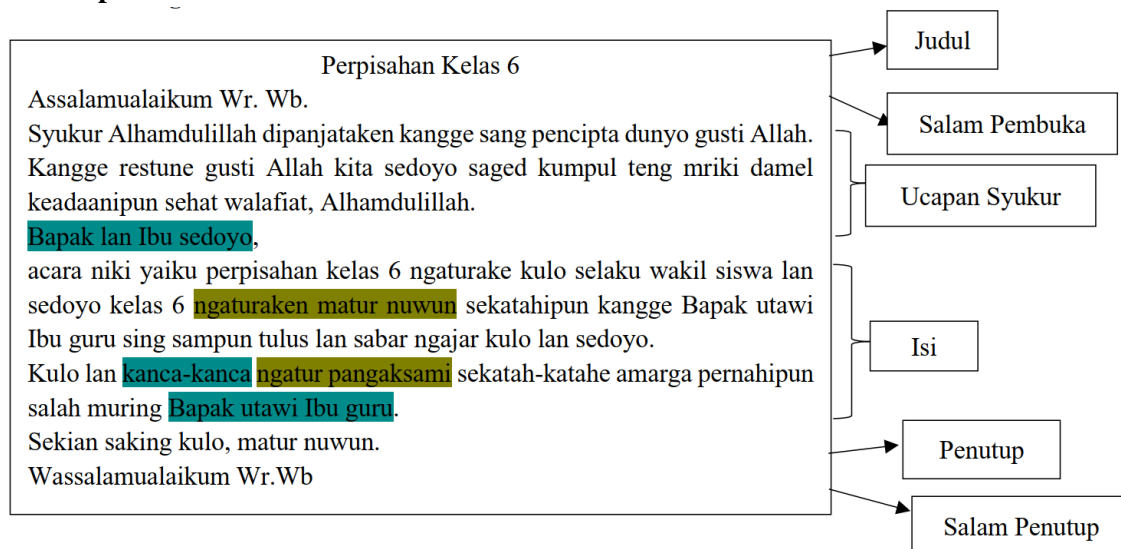 Perpisahan Kelas 6
Assalamualaikum Wr. Wb.
Syukur Alhamdulillah dipanjataken kangge sang pencipta dunyo gusti Allah.
Kangge restune gusti Allah kita sedoyo saged kumpul teng mriki damel
keadaanipun sehat walafiat, Alhamdulillah.
Bapak lan Ibu sedoyo,
acara niki yaiku perpisahan kelas 6 ngaturake kulo selaku wakil siswa lan
sedoyo kelas 6 ngaturaken matur nuwun sekatahipun kangge Bapak utawi
Ibu guru sing sampun tulus lan sabar ngajar kulo lan sedoyo.
Kulo lan kanca-kanca ngatur pangaksami sekatah-katahe amarga pernahipun
salah muring Bapak utawi Ibu guru.
Sekian saking kulo, matur nuwun.
Wassalamualaikum Wr.Wb
Judul
Salam Pembuka
Ucapan Syukur
Isi
Penutup
Salam Penutup